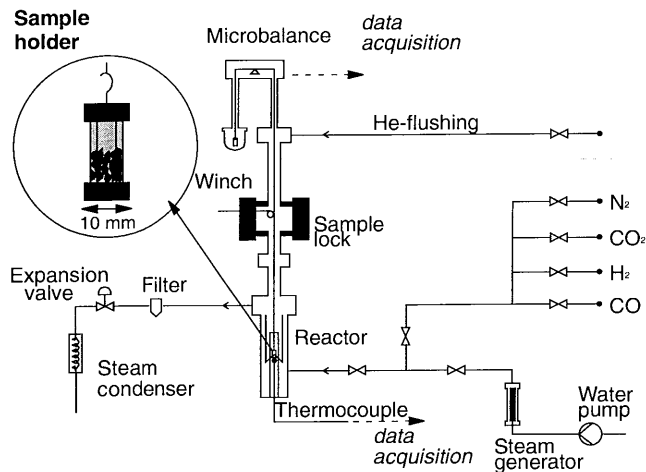 Sample
holder
Microbalance
data
acquisition
He-flushing
Winch
10 mm
Sample
lock
N₂
CO₂
H₂
CO
Expansion
valve
Filter
Reactor
Steam
condenser
Thermocouple
data
acquisition
Water
pump
Steam
generator